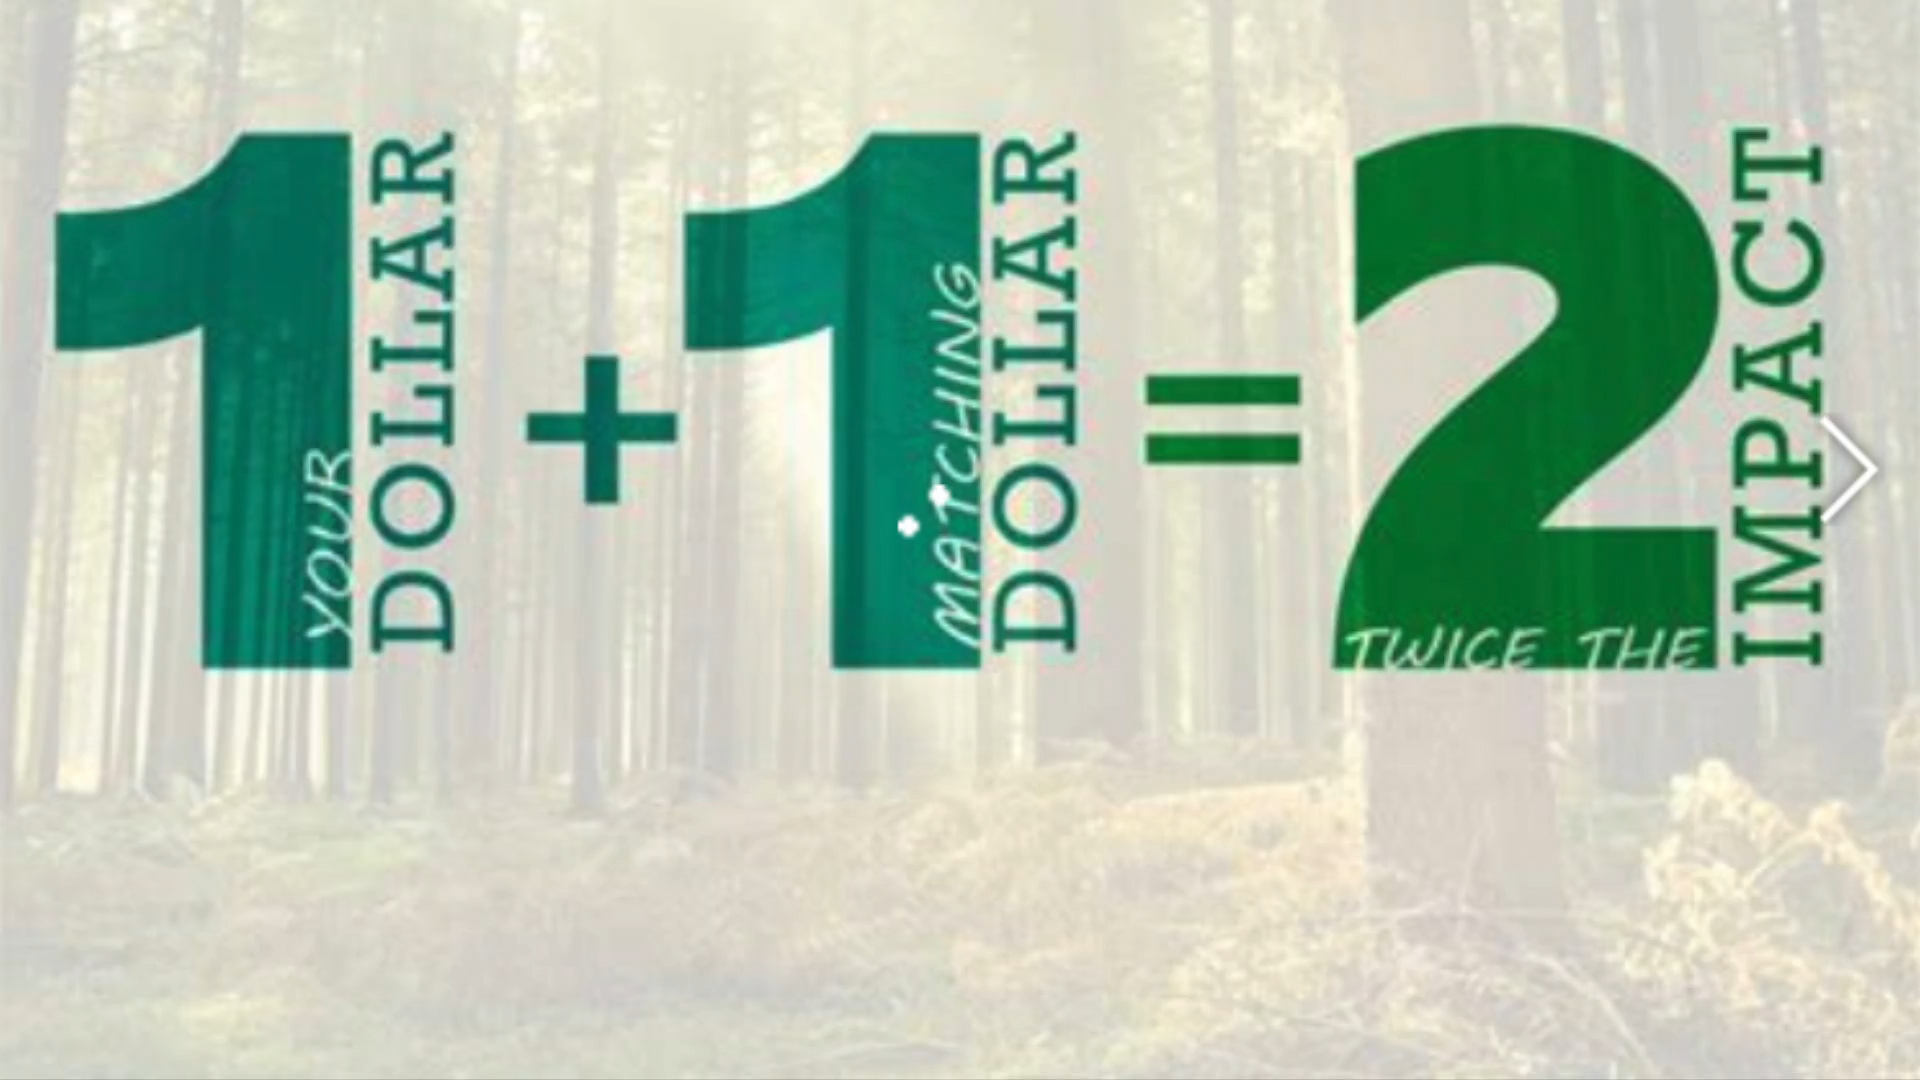 1 YOUR DOLLAR
+
1 MATCHING DOLLAR
=
2 TWICE THE IMPACT